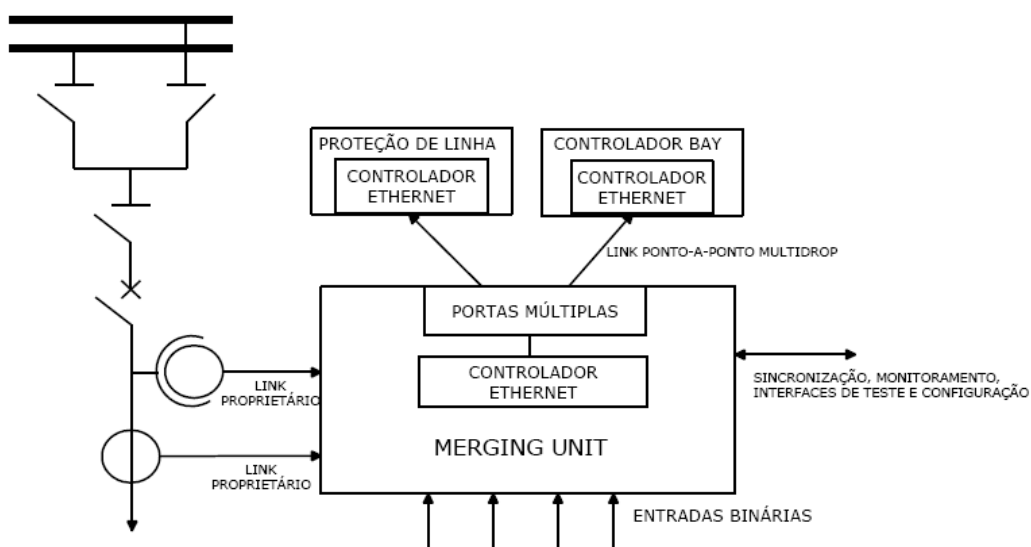 PROTEÇÃO DE LINHA
CONTROLADOR
ETHERNET
CONTROLADOR BAY
CONTROLADOR
ETHERNET
LINK PONTO-A-PONTO MULTIDROP
PORTAS MÚLTIPLAS
CONTROLADOR
ETHERNET
MERGING UNIT
LINK
PROPRIETÁRIO
LINK
PROPRIETÁRIO
SINCRONIZAÇÃO, MONITORAMENTO,
INTERFACES DE TESTE E CONFIGURAÇÃO
ENTRADAS BINÁRIAS